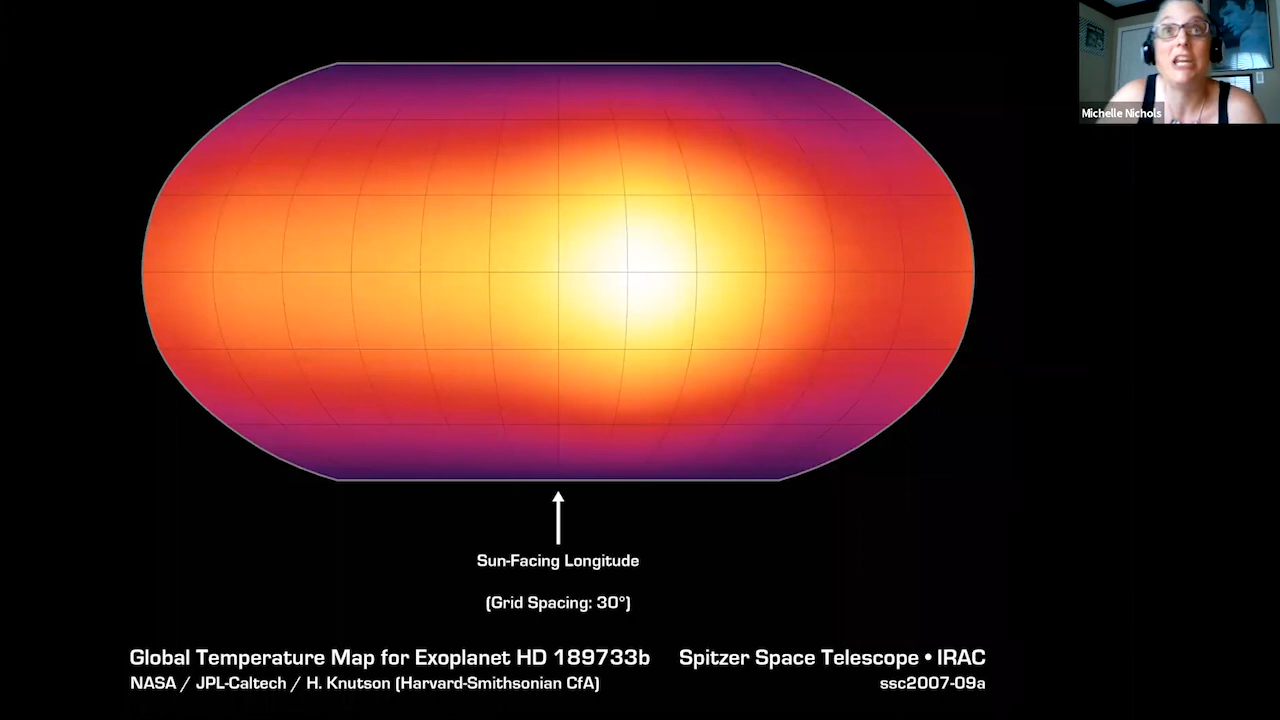 Michelle Nichols
Sun-Facing Longitude
(Grid Spacing: 30°)
Global Temperature Map for Exoplanet HD 189733b
Spitzer Space Telescope • IRAC
NASA / JPL-Caltech / H. Knutson (Harvard-Smithsonian CfA)
ssc2007-09a